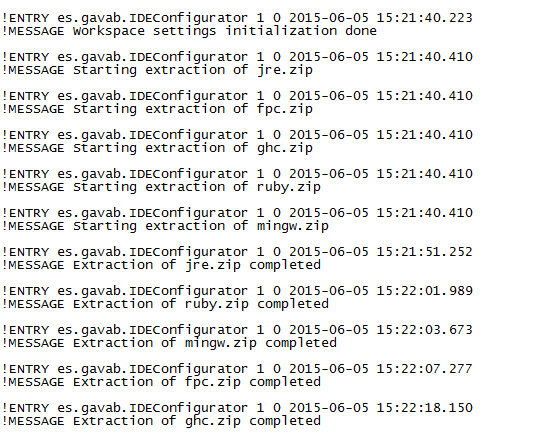 !ENTRY es.gavab.IDEConfigurator 1 0 2015-06-05 15:21:40.223
!MESSAGE Workspace settings initialization done
!ENTRY es.gavab.IDEConfigurator 1 0 2015-06-05 15:21:40.410
!MESSAGE Starting extraction of jre.zip
!ENTRY es.gavab.IDEConfigurator 1 0 2015-06-05 15:21:40.410
!MESSAGE Starting extraction of fpc.zip
!ENTRY es.gavab.IDEConfigurator 1 0 2015-06-05 15:21:40.410
!MESSAGE Starting extraction of ghc.zip
!ENTRY es.gavab.IDEConfigurator 1 0 2015-06-05 15:21:40.410
!MESSAGE Starting extraction of ruby.zip
!ENTRY es.gavab.IDEConfigurator 1 0 2015-06-05 15:21:40.410
!MESSAGE Starting extraction of mingw.zip
!ENTRY es.gavab.IDEConfigurator 1 0 2015-06-05 15:21:51.252
!MESSAGE Extraction of jre.zip completed
!ENTRY es.gavab.IDEConfigurator 1 0 2015-06-05 15:22:01.989
!MESSAGE Extraction of ruby.zip completed
!ENTRY es.gavab.IDEConfigurator 1 0 2015-06-05 15:22:03.673
!MESSAGE Extraction of mingw.zip completed
!ENTRY es.gavab.IDEConfigurator 1 0 2015-06-05 15:22:07.277
!MESSAGE Extraction of fpc.zip completed
!ENTRY es.gavab.IDEConfigurator 1 0 2015-06-05 15:22:18.150
!MESSAGE Extraction of ghc.zip completed